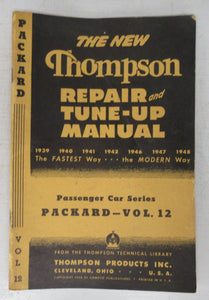 PACKARD
VOL 12
THE NEW
Thompson
REPAIR and
TUNE-UP
MANUAL
1939 1940 1941 1942 1946 1947 1948
The FASTEST Way · · · the MODERN Way
Passenger Car Series
PACKARD—VOL. 12
FROM THE THOMPSON TECHNICAL LIBRARY
THOMPSON PRODUCTS INC.
CLEVELAND, OHIO · · · U. S. A.